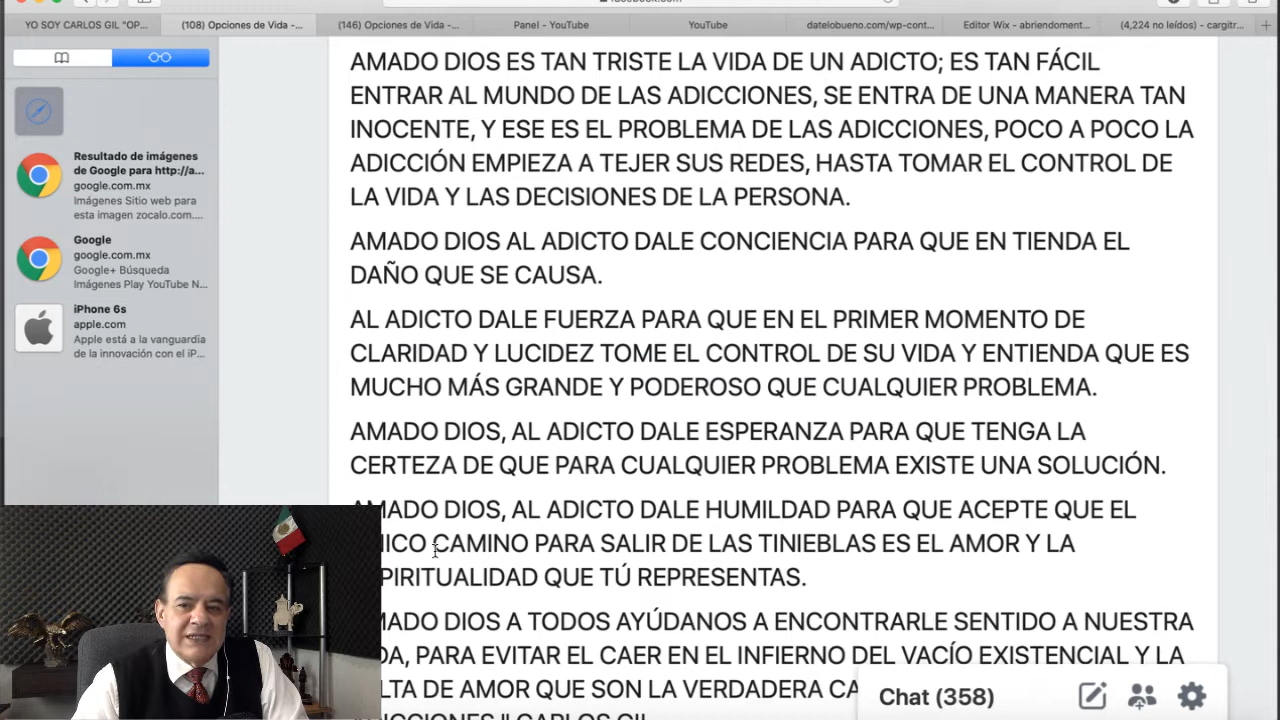 YO SOY CARLOS GIL "OP...
(108) Opciones de Vida -...
(146) Opciones de Vida -...
Panel - YouTube
YouTube
datelobueno.com/wp-cont...
Editor Wix - abriendoment...
(4,224 no leídos) - cargitr...
Resultado de imágenes
de Google para http://a...
google.com.mx
Imágenes Sitio web para
esta imagen zocalo.com....
Google
google.com.mx
Google+ Búsqueda
Imágenes Play YouTube N...
iPhone 6s
apple.com
Apple está a la vanguardia
de la innovación con el iP...
AMADO DIOS ES TAN TRISTE LA VIDA DE UN ADICTO; ES TAN FÁCIL
ENTRAR AL MUNDO DE LAS ADICCIONES, SE ENTRA DE UNA MANERA TAN
INOCENTE, Y ESE ES EL PROBLEMA DE LAS ADICCIONES, POCO A POCO LA
ADICCIÓN EMPIEZA A TEJER SUS REDES, HASTA TOMAR EL CONTROL DE
LA VIDA Y LAS DECISIONES DE LA PERSONA.
AMADO DIOS AL ADICTO DALE CONCIENCIA PARA QUE EN TIENDA EL
DAÑO QUE SE CAUSA.
AL ADICTO DALE FUERZA PARA QUE EN EL PRIMER MOMENTO DE
CLARIDAD Y LUCIDEZ TOME EL CONTROL DE SU VIDA Y ENTIENDA QUE ES
MUCHO MÁS GRANDE Y PODEROSO QUE CUALQUIER PROBLEMA.
AMADO DIOS, AL ADICTO DALE ESPERANZA PARA QUE TENGA LA
CERTEZA DE QUE PARA CUALQUIER PROBLEMA EXISTE UNA SOLUCIÓN.
AMADO DIOS, AL ADICTO DALE HUMILDAD PARA QUE ACEPTE QUE EL
NICO CAMINO PARA SALIR DE LAS TINIEBLAS ES EL AMOR Y LA
PIRITUALIDAD QUE TÚ REPRESENTAS.
MADO DIOS A TODOS AYÚDANOS A ENCONTRARLE SENTIDO A NUESTRA
DA, PARA EVITAR EL CAER EN EL INFIERNO DEL VACÍO EXISTENCIAL Y LA
LTA DE AMOR QUE SON LA VERDADERA CA
Chat (358)